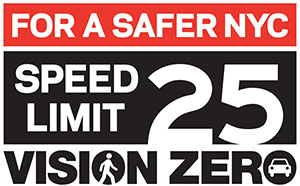 FOR A SAFER NYC
SPEED
LIMIT 25
VISION ZERO